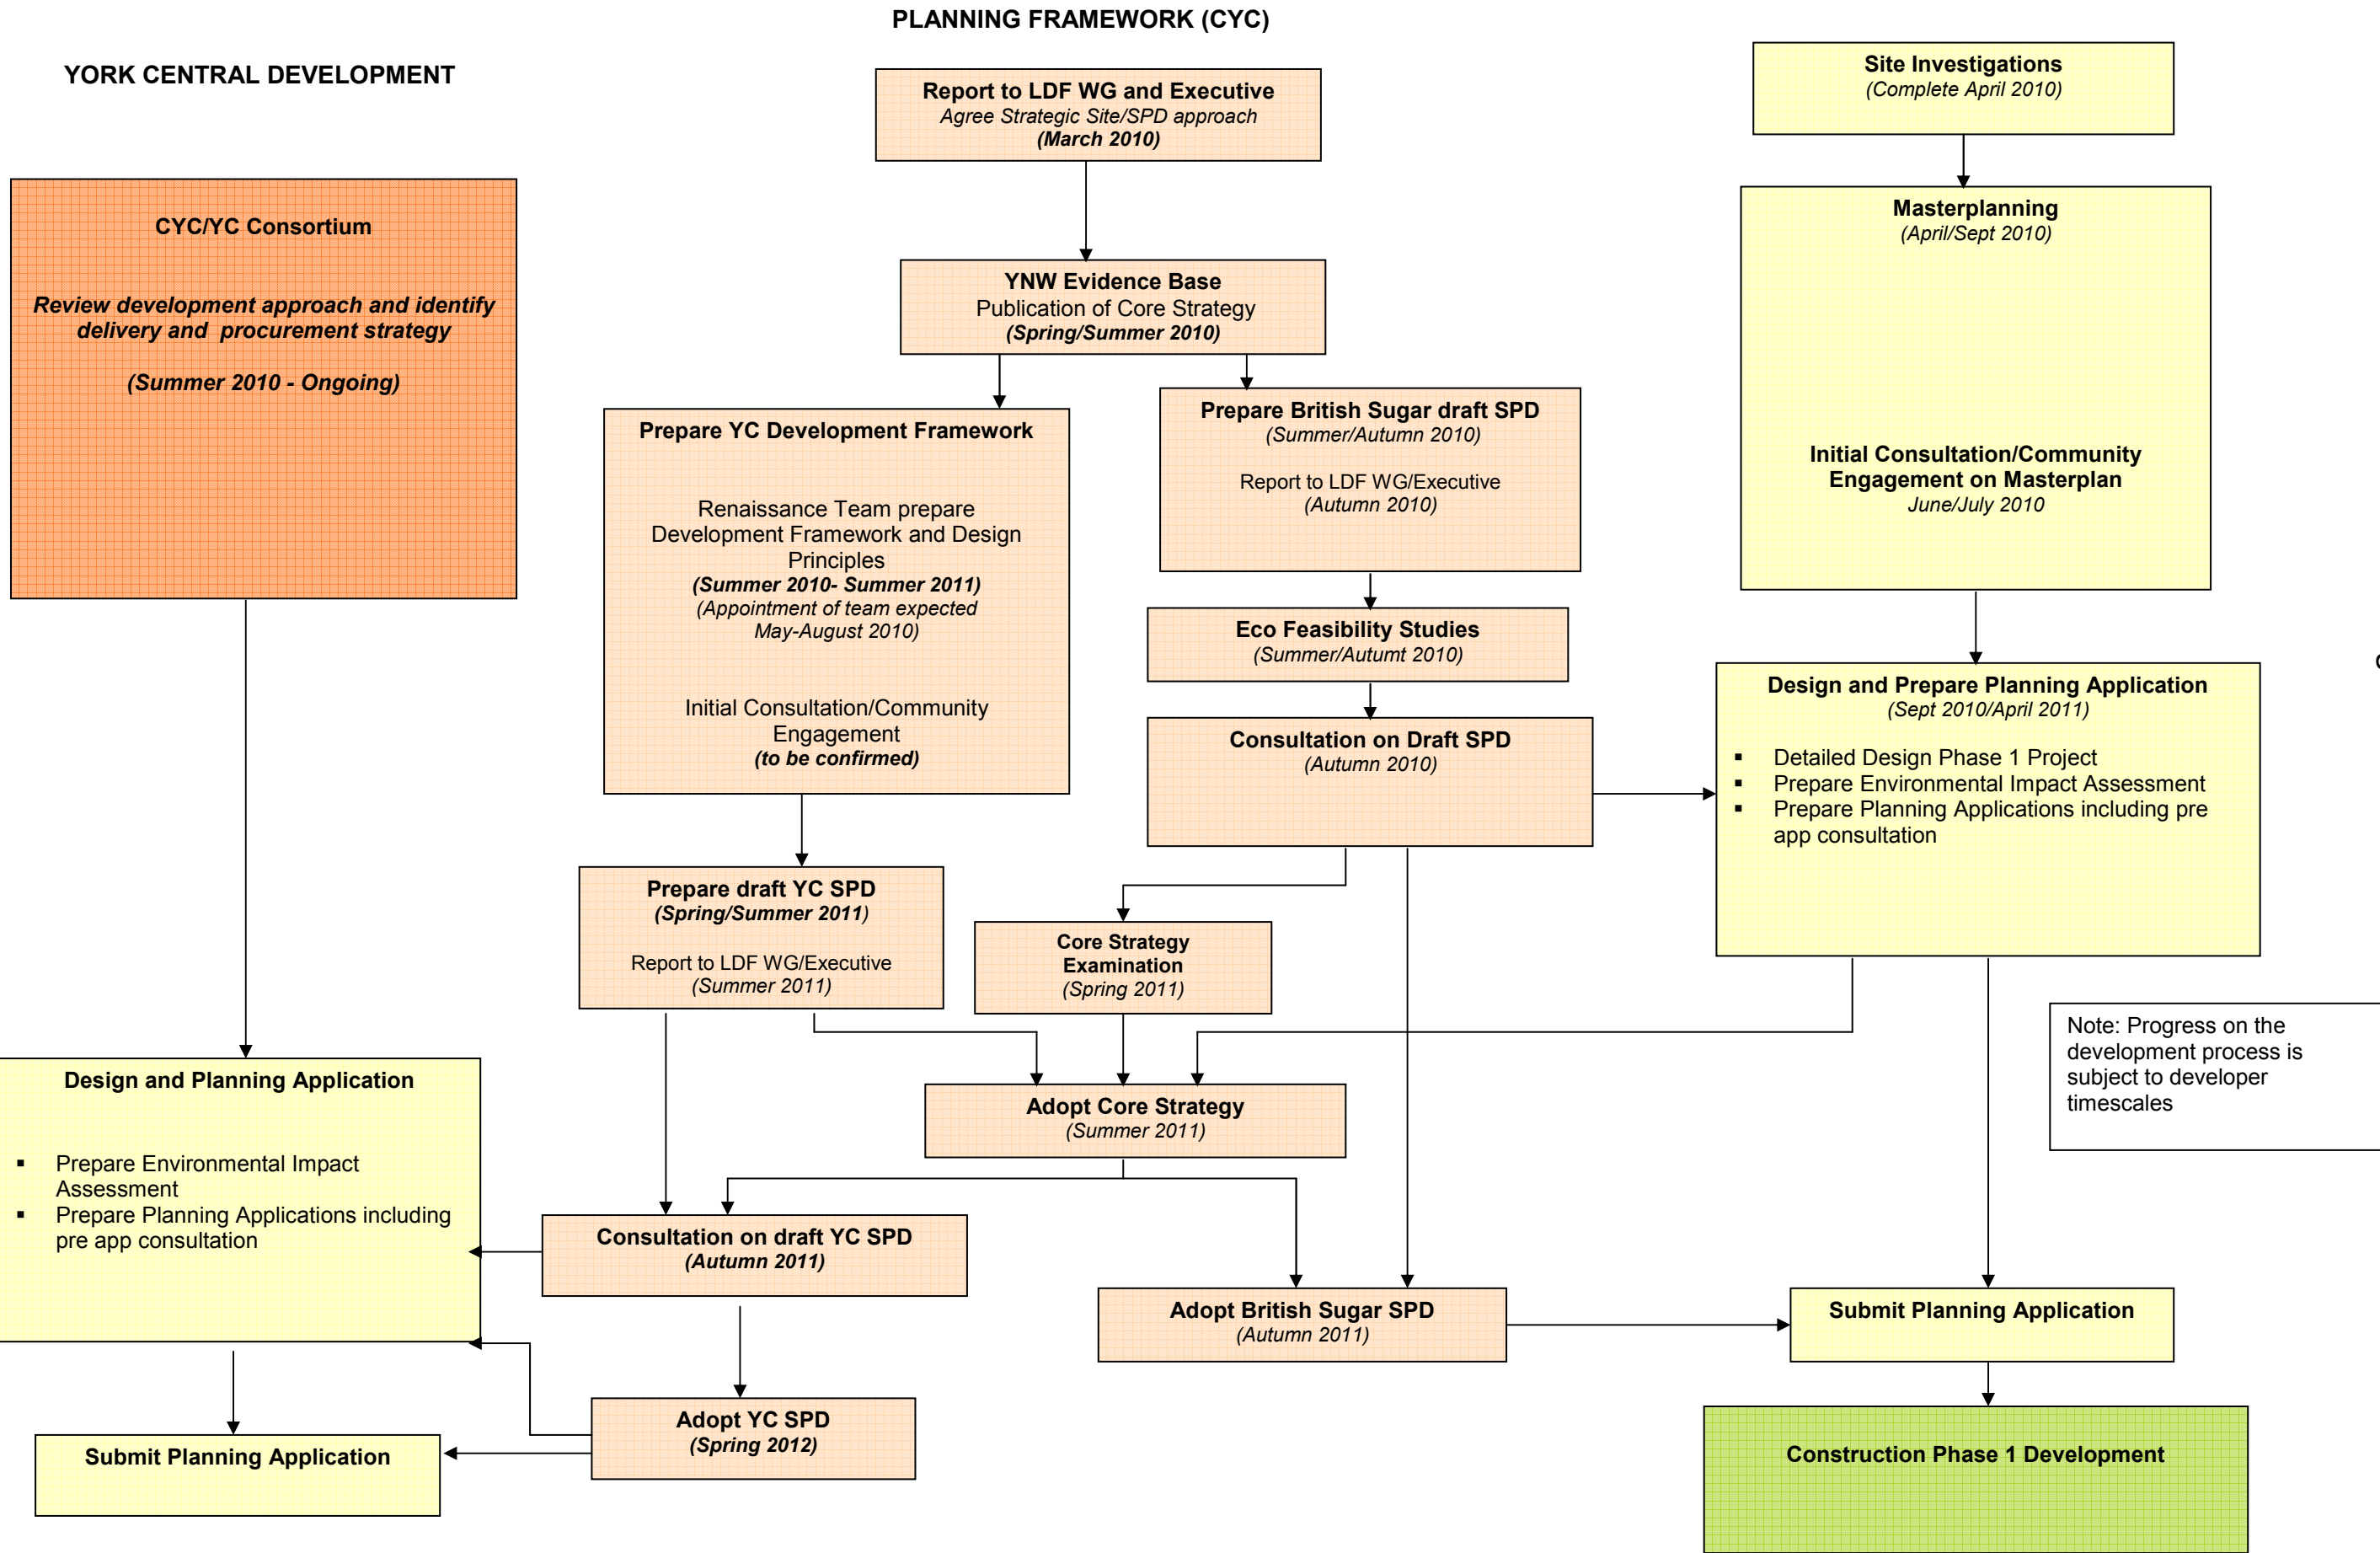 PLANNING FRAMEWORK (CYC)
YORK CENTRAL DEVELOPMENT
CYC/YC Consortium
Review development approach and identify
delivery and procurement strategy
(Summer 2010 - Ongoing)
Design and Planning Application
▪ Prepare Environmental Impact
Assessment
▪ Prepare Planning Applications including
pre app consultation
Submit Planning Application
Report to LDF WG and Executive
Agree Strategic Site/SPD approach
(March 2010)
YNW Evidence Base
Publication of Core Strategy
(Spring/Summer 2010)
Prepare YC Development Framework
Renaissance Team prepare
Development Framework and Design
Principles
(Summer 2010- Summer 2011)
(Appointment of team expected
May-August 2010)
Initial Consultation/Community
Engagement
(to be confirmed)
Prepare British Sugar draft SPD
(Summer/Autumn 2010)
Report to LDF WG/Executive
(Autumn 2010)
Eco Feasibility Studies
(Summer/Autumt 2010)
Consultation on Draft SPD
(Autumn 2010)
Prepare draft YC SPD
(Spring/Summer 2011)
Report to LDF WG/Executive
(Summer 2011)
Core Strategy
Examination
(Spring 2011)
Adopt Core Strategy
(Summer 2011)
Consultation on draft YC SPD
(Autumn 2011)
Adopt British Sugar SPD
(Autumn 2011)
Adopt YC SPD
(Spring 2012)
Site Investigations
(Complete April 2010)
Masterplanning
(April/Sept 2010)
Initial Consultation/Community
Engagement on Masterplan
June/July 2010
Design and Prepare Planning Application
(Sept 2010/April 2011)
▪ Detailed Design Phase 1 Project
▪ Prepare Environmental Impact Assessment
▪ Prepare Planning Applications including pre
app consultation
Note: Progress on the
development process is
subject to developer
timescales
Submit Planning Application
Construction Phase 1 Development